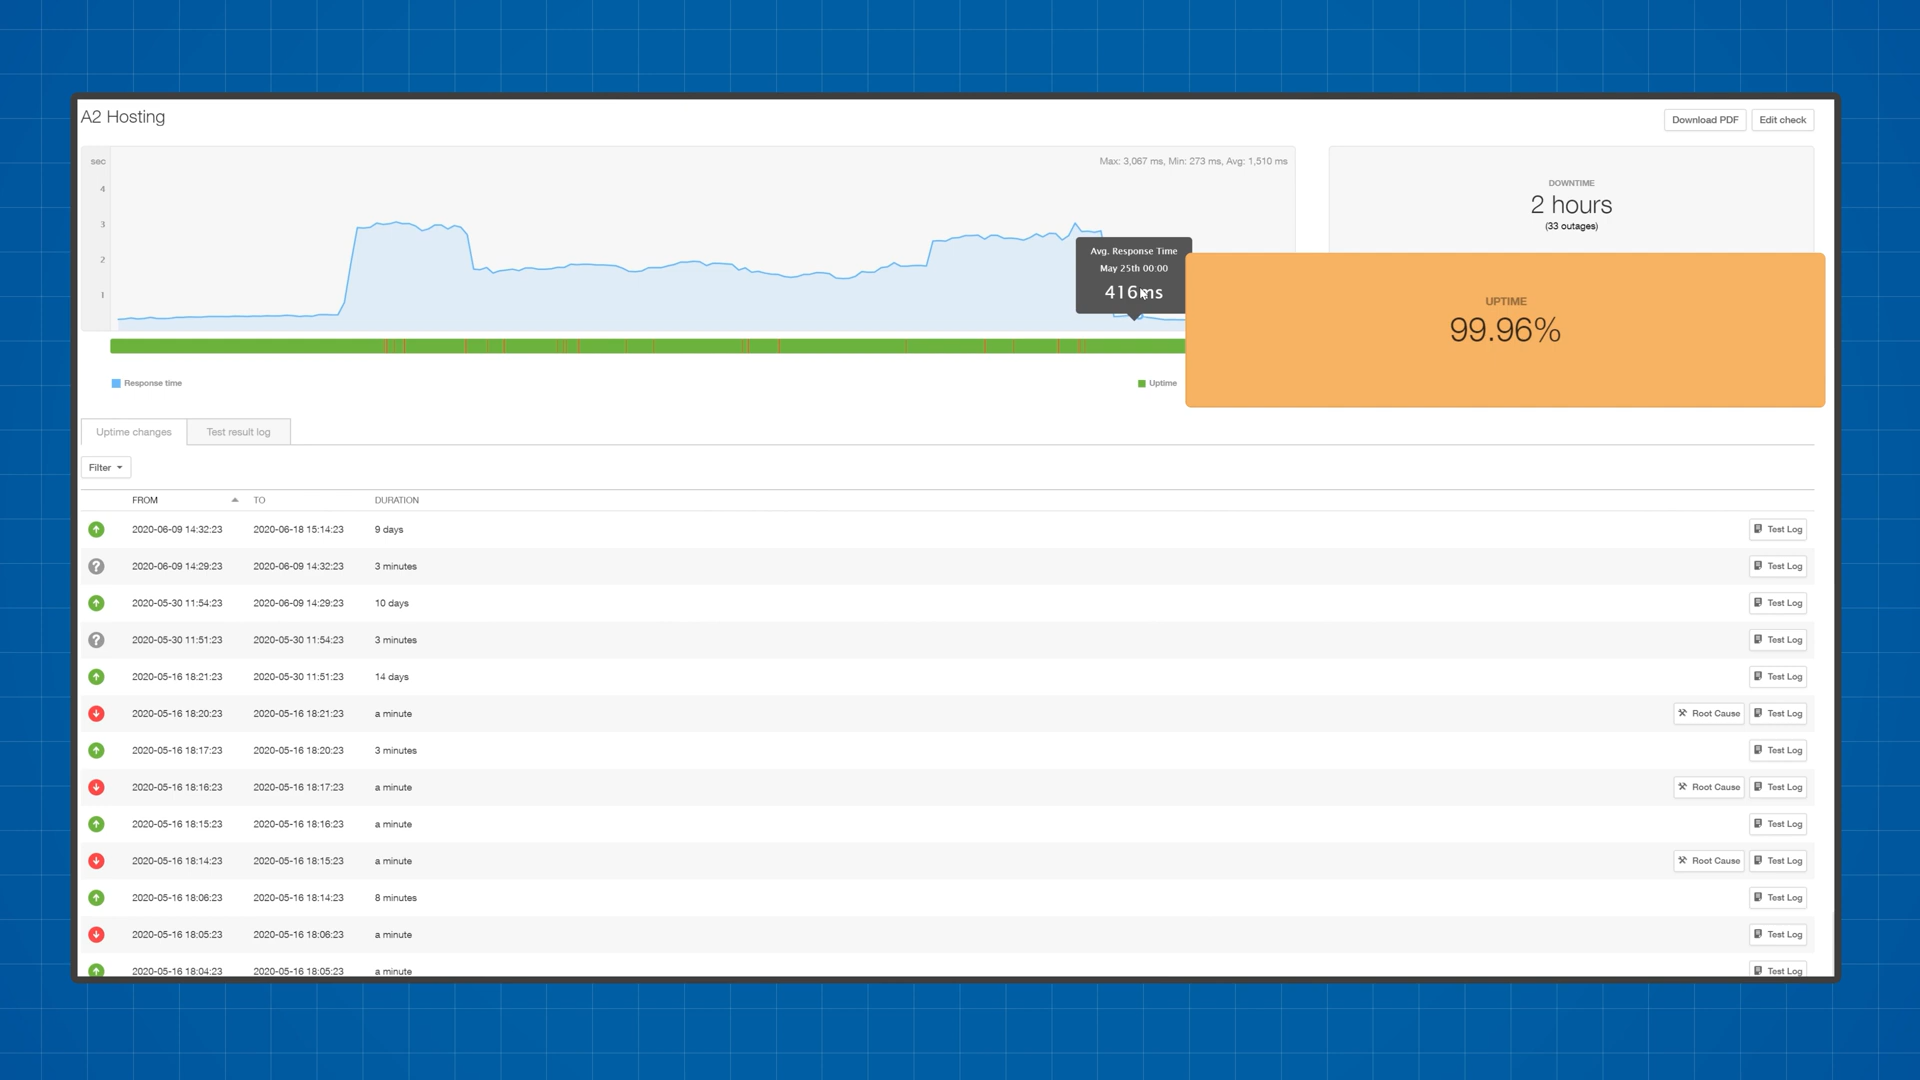 A2 Hosting
Download PDF
Edit check
sec
Max: 3,067 ms, Min: 273 ms, Avg: 1,510 ms
4
3
2
1
Avg. Response Time
May 25th 00:00
416ms
DOWNTIME
2 hours
(33 outages)
UPTIME
99.96%
Response time
Uptime
Uptime changes
Test result log
Filter
FROM TO DURATION
2020-06-09 14:32:23 2020-06-18 15:14:23 9 days Test Log
2020-06-09 14:29:23 2020-06-09 14:32:23 3 minutes Test Log
2020-05-30 11:54:23 2020-06-09 14:29:23 10 days Test Log
2020-05-30 11:51:23 2020-05-30 11:54:23 3 minutes Test Log
2020-05-16 18:21:23 2020-05-30 11:51:23 14 days Test Log
2020-05-16 18:20:23 2020-05-16 18:21:23 a minute Root Cause Test Log
2020-05-16 18:17:23 2020-05-16 18:20:23 3 minutes Test Log
2020-05-16 18:16:23 2020-05-16 18:17:23 a minute Root Cause Test Log
2020-05-16 18:15:23 2020-05-16 18:16:23 a minute Test Log
2020-05-16 18:14:23 2020-05-16 18:15:23 a minute Root Cause Test Log
2020-05-16 18:06:23 2020-05-16 18:14:23 8 minutes Test Log
2020-05-16 18:05:23 2020-05-16 18:06:23 a minute Test Log
2020-05-16 18:04:23 2020-05-16 18:05:23 a minute Test Log